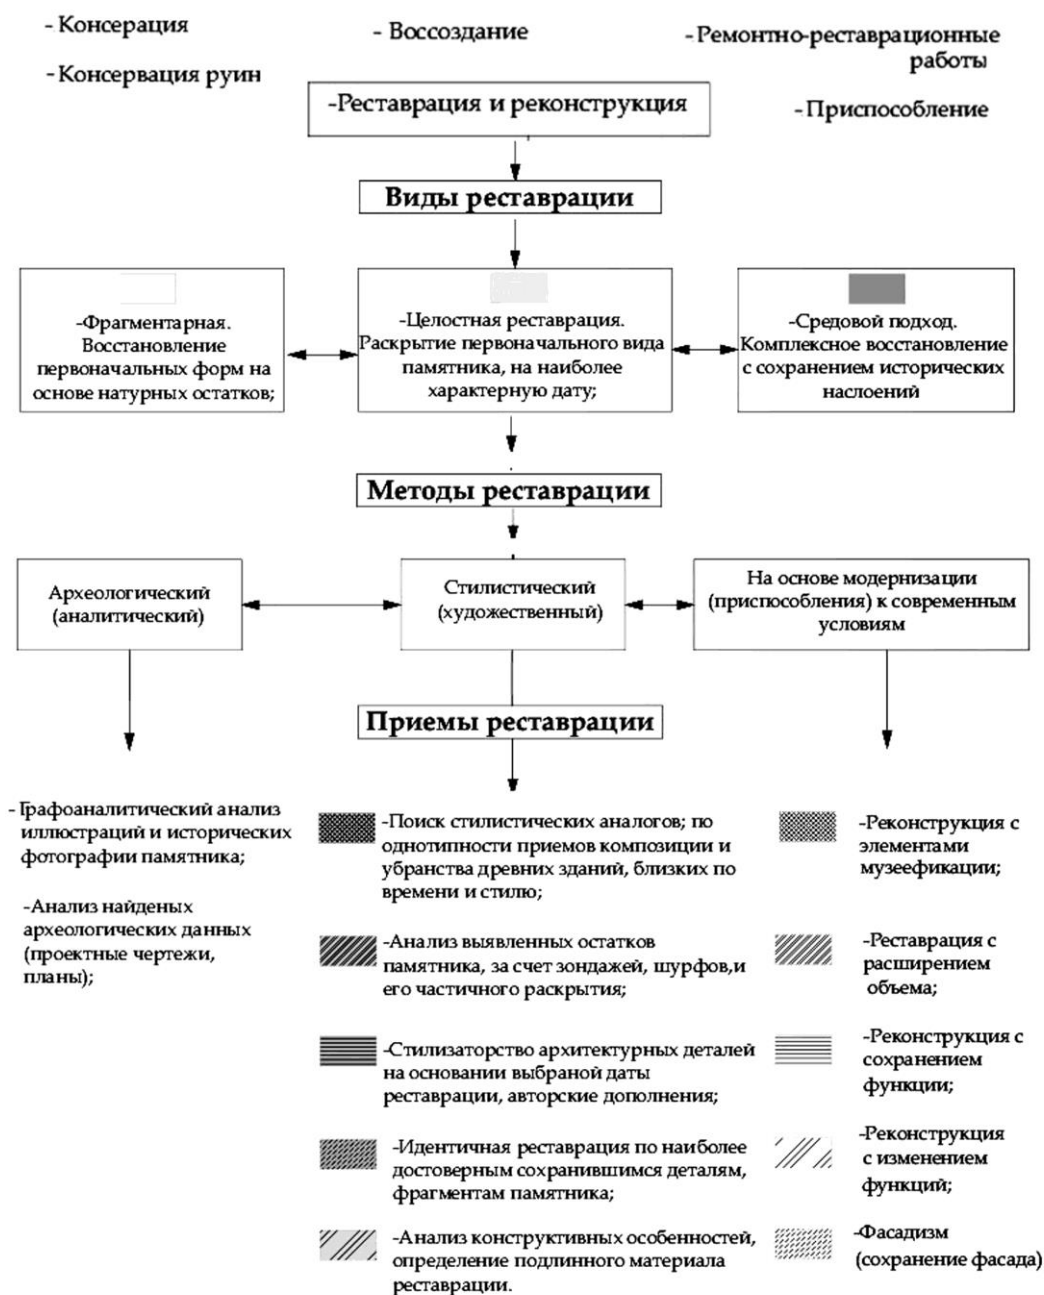 - Консерация
- Воссоздание
- Ремонтно-реставрационные
работы
- Консервация руин
-Реставрация и реконструкция
- Приспособление
Виды реставрации
-Фрагментарная.
Восстановление
первоначальных форм на
основе натурных остатков;
-Целостная реставрация.
Раскрытие первоначального вида
памятника, на наиболее
характерную дату;
-Средовой подход.
Комплексное восстановление
с сохранением исторических
наслоений
Методы реставрации
Археологический
(аналитический)
Стилистический
(художественный)
На основе модернизации
(приспособления) к современным
условиям
Приемы реставрации
- Графоаналитический анализ
иллюстраций и исторических
фотографии памятника;
-Анализ найденых
археологических данных
(проектные чертежи,
планы);
-Поиск стилистических аналогов; по
однотипности приемов композиции и
убранства древних зданий, близких по
времени и стилю;
-Анализ выявленных остатков
памятника, за счет зондажей, шурфов,и
его частичного раскрытия;
-Стилизаторство архитектурных деталей
на основании выбраной даты
реставрации, авторские дополнения;
-Идентичная реставрация по наиболее
достоверным сохранившимся деталям,
фрагментам памятника;
-Анализ конструктивных особенностей,
определение подлинного материала
реставрации.
-Реконструкция с
элементами
музеефикации;
-Реставрация с
расширением
объема;
-Реконструкция с
сохранением
функции;
-Реконструкция
с изменением
функций;
-Фасадизм
(сохранение фасада)